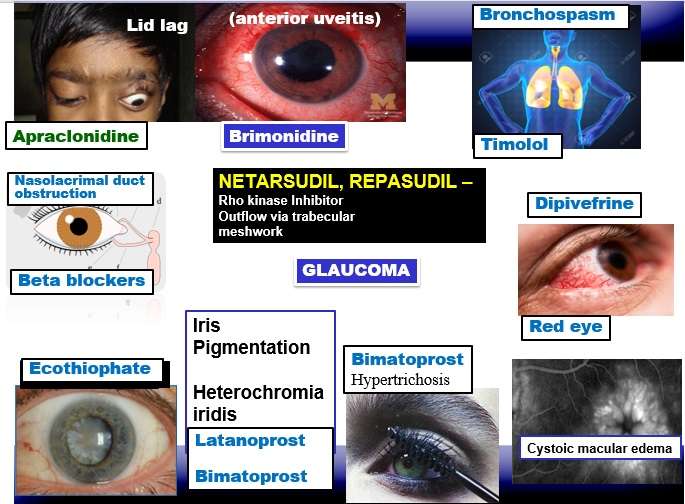 Lid lag
(anterior uveitis)
Bronchospasm
Apraclonidine
Brimonidine
Timolol
Nasolacrimal duct
obstruction
Beta blockers
NETARSUDIL, REPASUDIL –
Rho kinase Inhibitor
Outflow via trabecular
meshwork
GLAUCOMA
Dipivefrine
Red eye
Ecothiophate
Iris
Pigmentation
Heterochromia
iridis
Latanoprost
Bimatoprost
Bimatoprost
Hypertrichosis
Cystoic macular edema